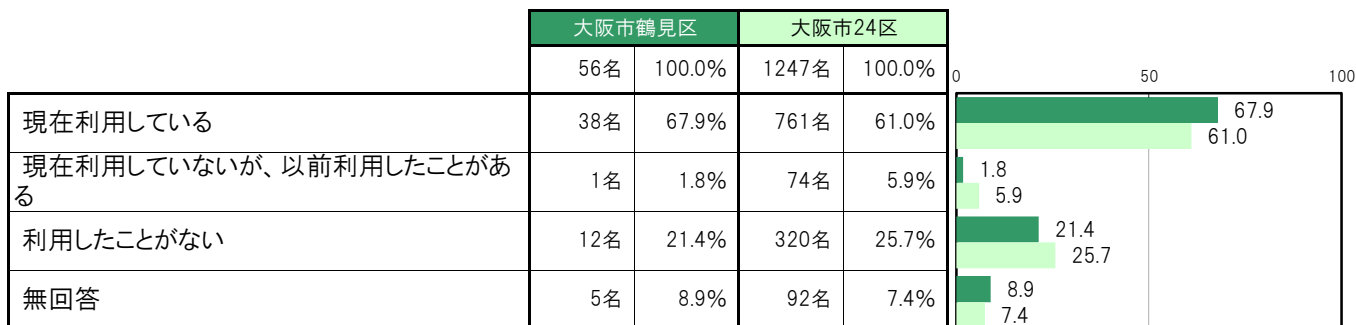 大阪市鶴見区 大阪市24区
56名 100.0% 1247名 100.0%
0 50 100
現在利用している 38名 67.9% 761名 61.0%
67.9
61.0
現在利用していないが、以前利用したことがあ
る
1名 1.8% 74名 5.9%
1.8
5.9
利用したことがない 12名 21.4% 320名 25.7%
21.4
25.7
無回答 5名 8.9% 92名 7.4%
8.9
7.4